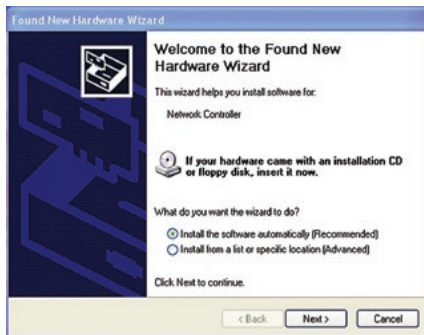 Found New Hardware Wizard
Welcome to the Found New
Hardware Wizard
This wizard helps you install software for:
Network Controller
If your hardware came with an installation CD
or floppy disk, insert it now.
What do you want the wizard to do?
Install the software automatically (Recommended)
Install from a list or specific location (Advanced)
Click Next to continue.
< Back Next > Cancel